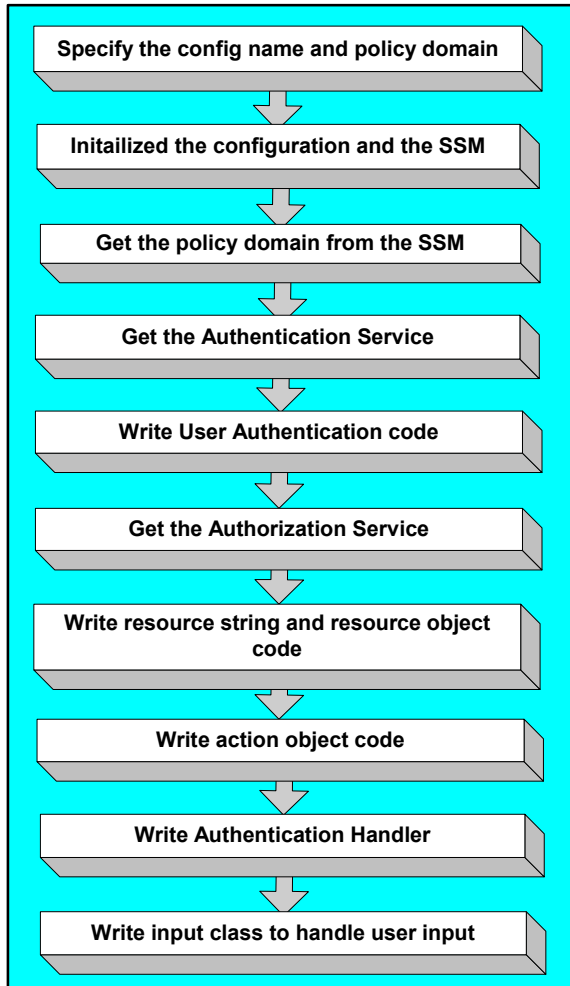 Specify the config name and policy domain
Initailized the configuration and the SSM
Get the policy domain from the SSM
Get the Authentication Service
Write User Authentication code
Get the Authorization Service
Write resource string and resource object
code
Write action object code
Write Authentication Handler
Write input class to handle user input